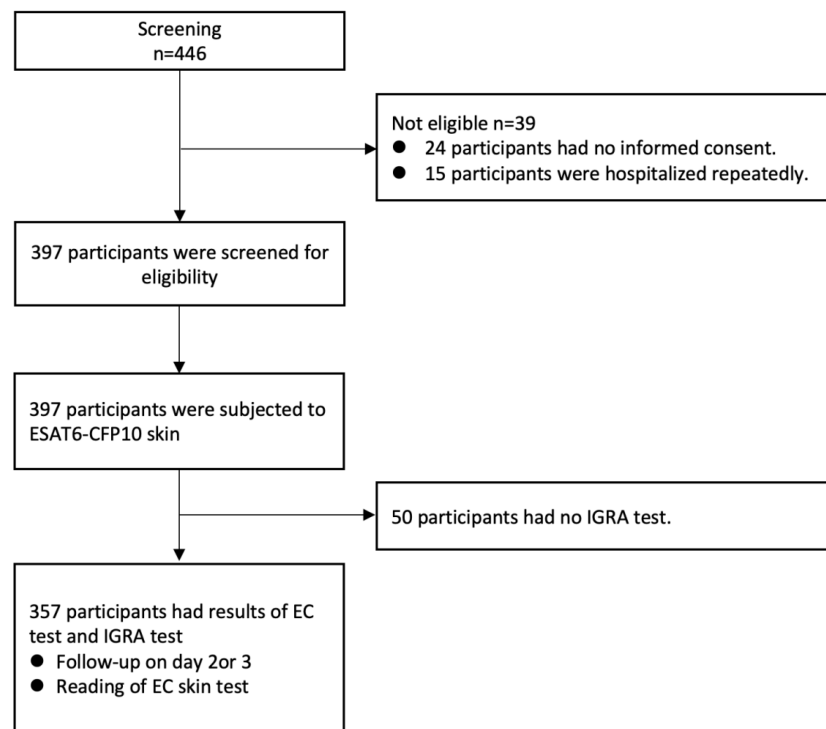 Screening
n=446
Not eligible n=39
● 24 participants had no informed consent.
● 15 participants were hospitalized repeatedly.
397 participants were screened for
eligibility
397 participants were subjected to
ESAT6-CFP10 skin
50 participants had no IGRA test.
357 participants had results of EC
test and IGRA test
● Follow-up on day 2or 3
● Reading of EC skin test